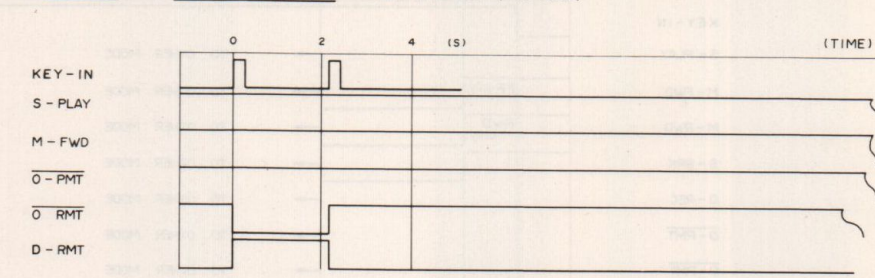 0 2 4 (S) (TIME)
KEY-IN
S-PLAY
M-FWD
O-PMT
O RMT
D-RMT